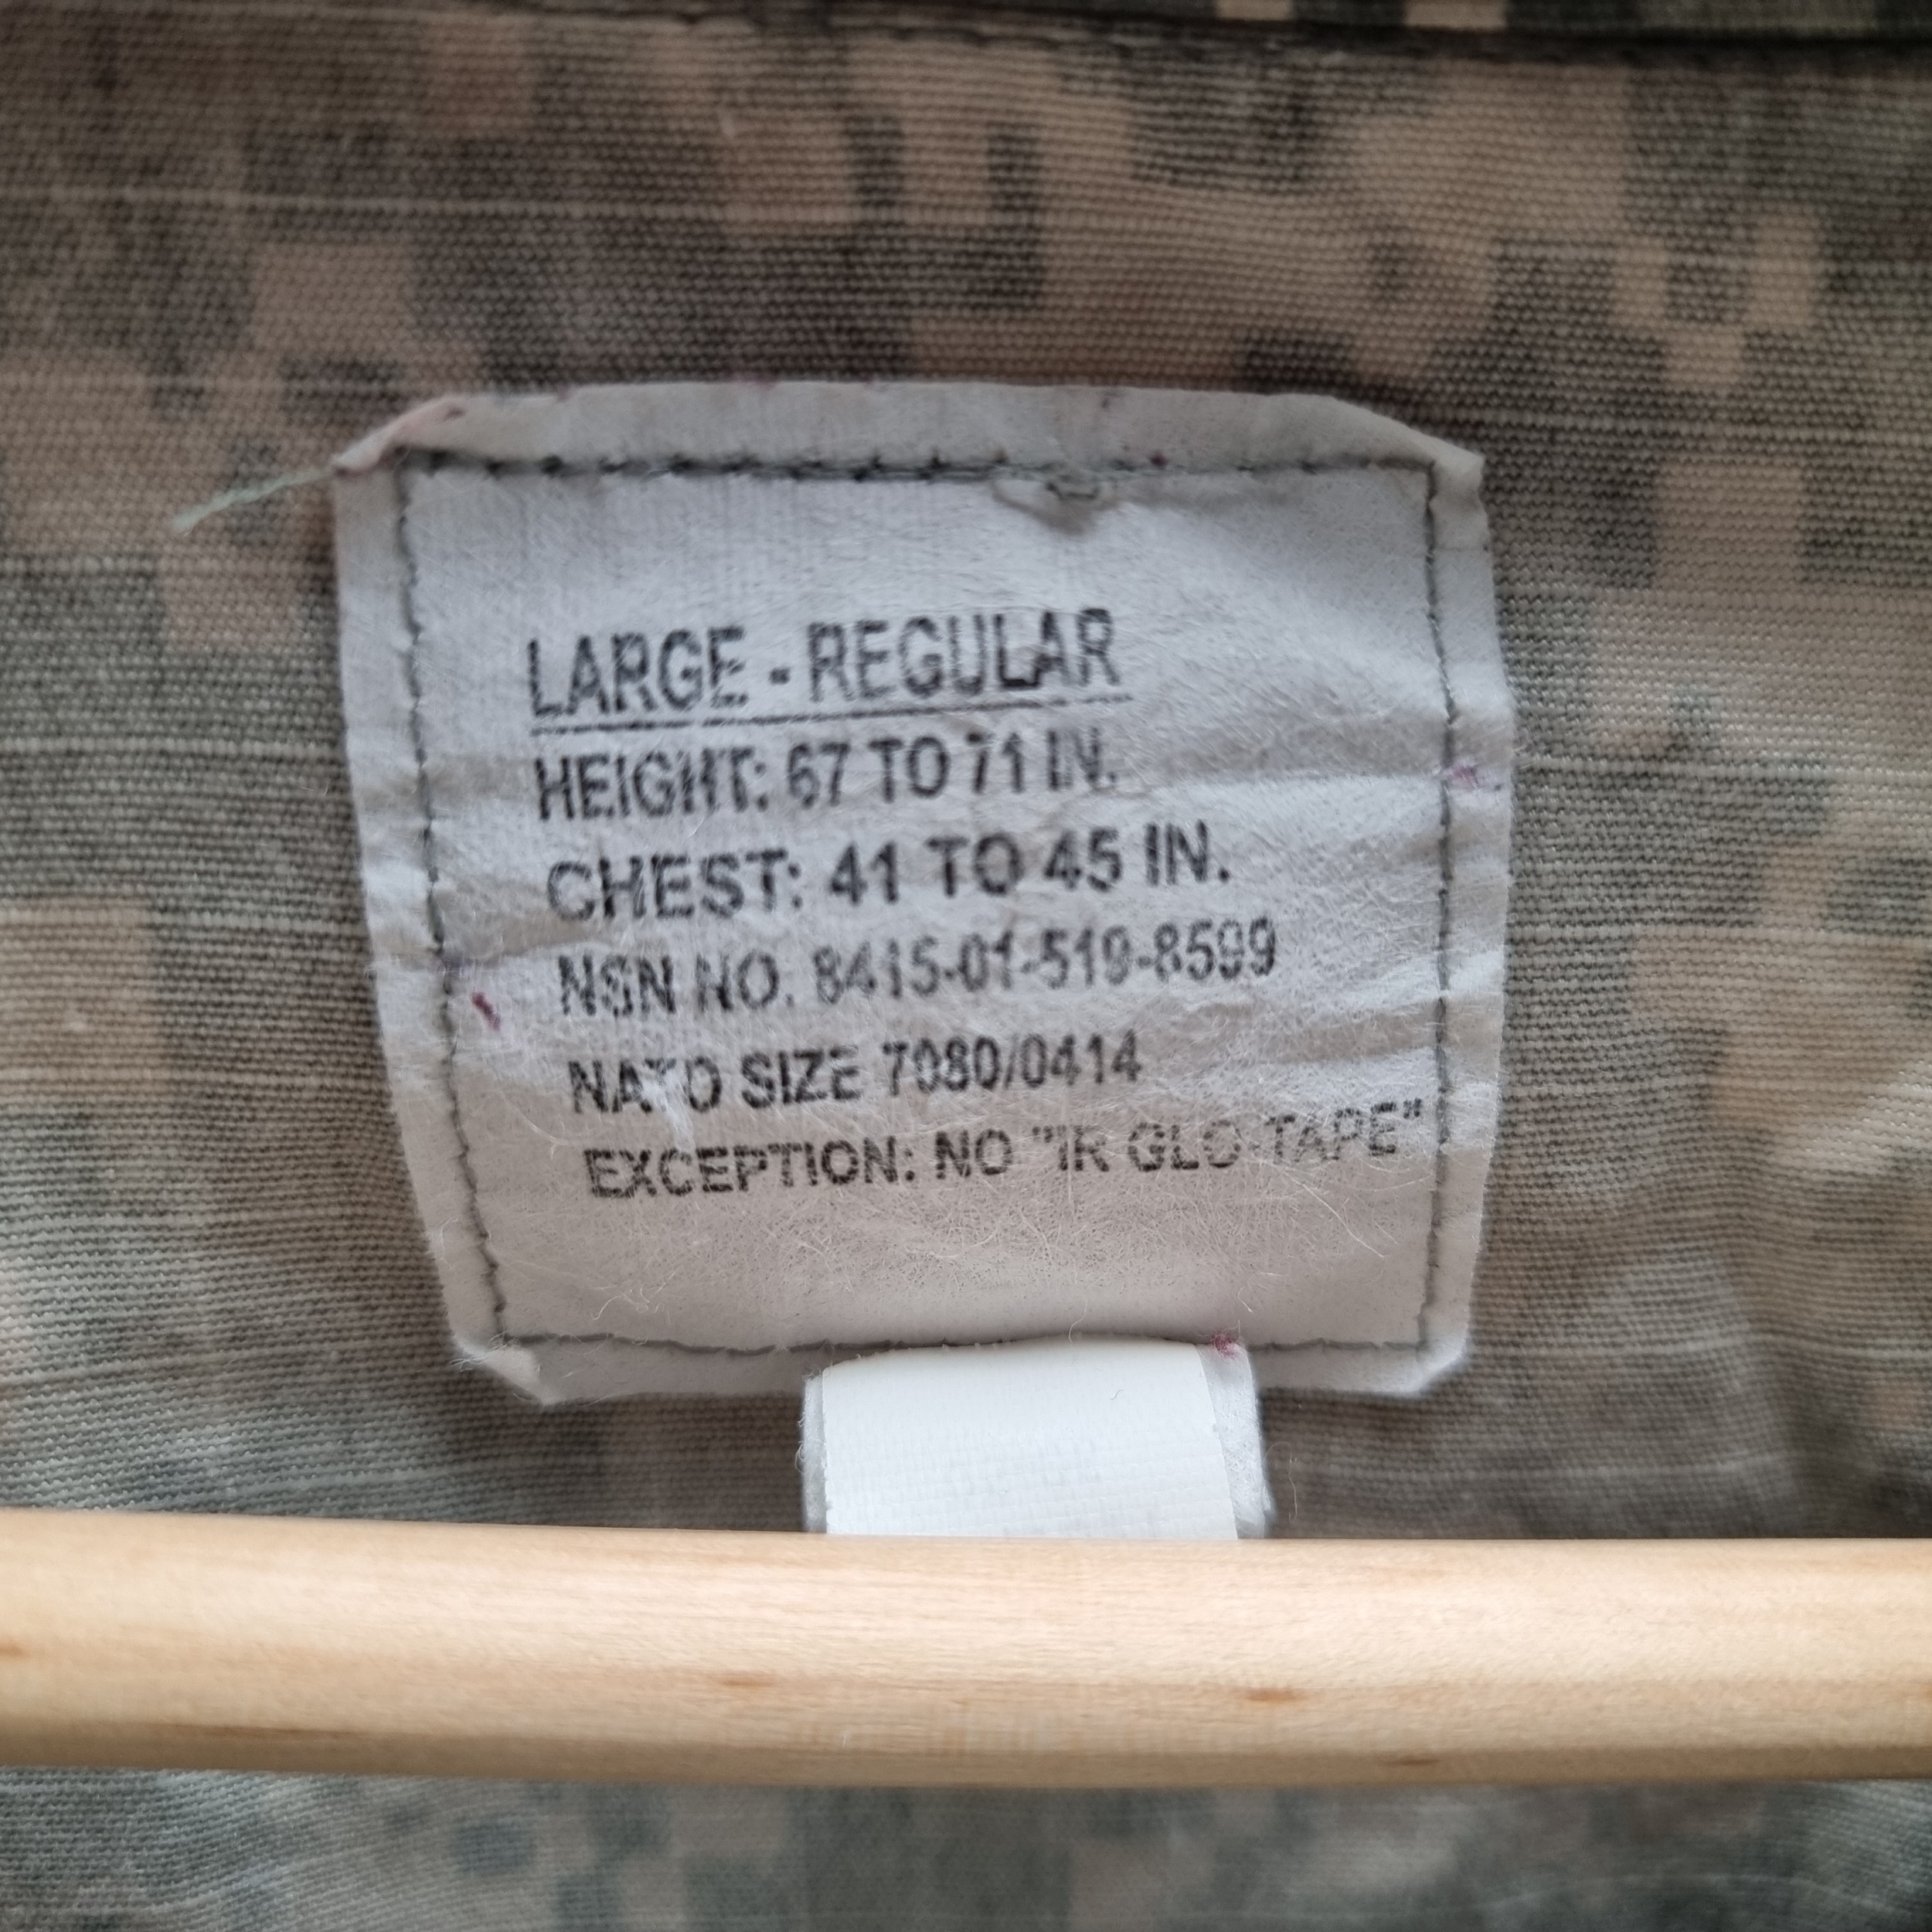 LARGE - REGULAR
HEIGHT: 67 TO 71 IN.
CHEST: 41 TO 45 IN.
NSN NO. 8415-01-519-8599
NATO SIZE 7080/0414
EXCEPTION: NO "IR GLO TAPE"